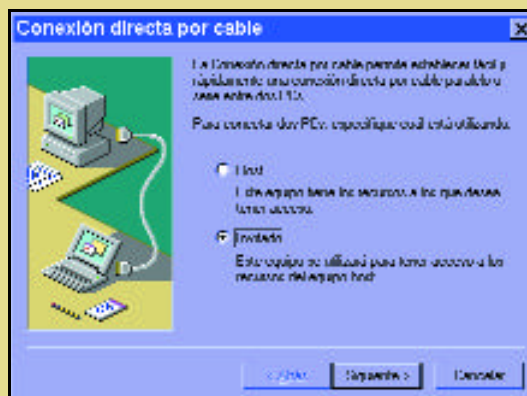 Conexión directa por cable
La Conexión directa por cable permite establecer fácil y
rápidamente una conexión directa por cable paralelo o
serie entre dos PCs.
Para conectar dos PCs, especifique cuál está utilizando:
Host
Este equipo tiene los recursos a los que desea
tener acceso.
Invitado
Este equipo se utilizará para tener acceso a los
recursos del equipo host
< Atrás
Siguiente >
Cancelar